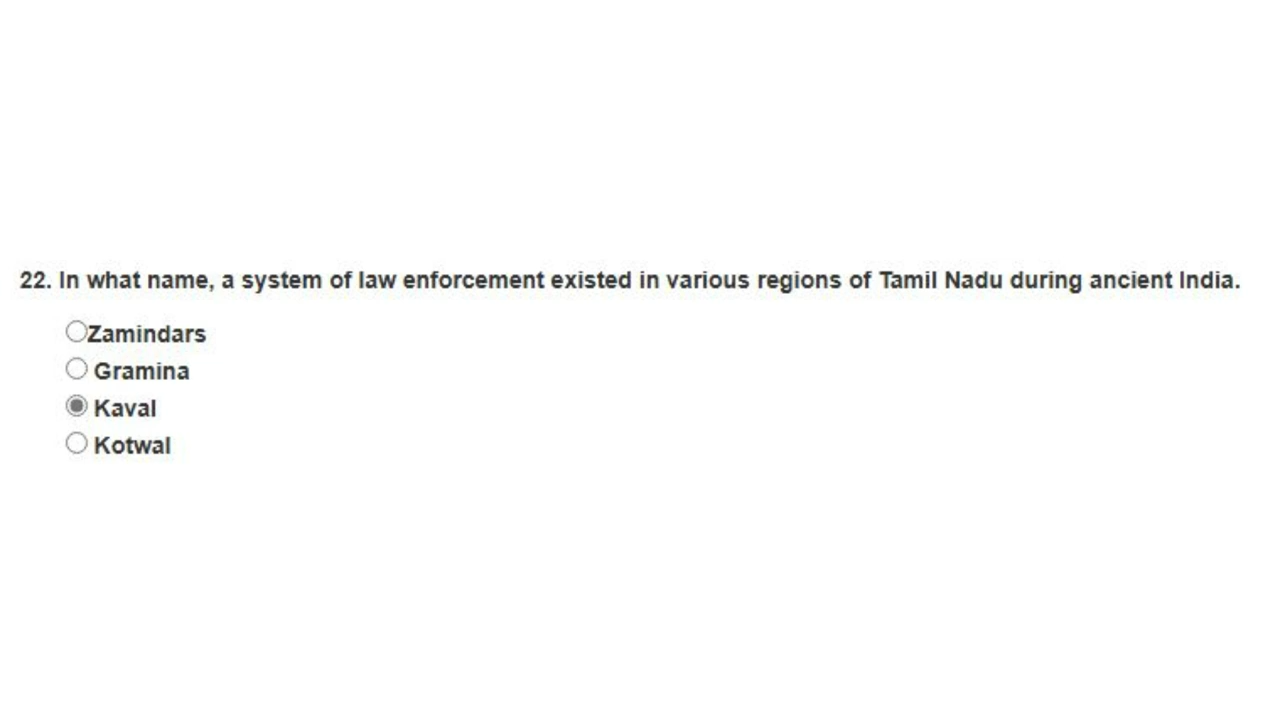 22. In what name, a system of law enforcement existed in various regions of Tamil Nadu during ancient India.
Zamindars
Gramina
Kaval
Kotwal